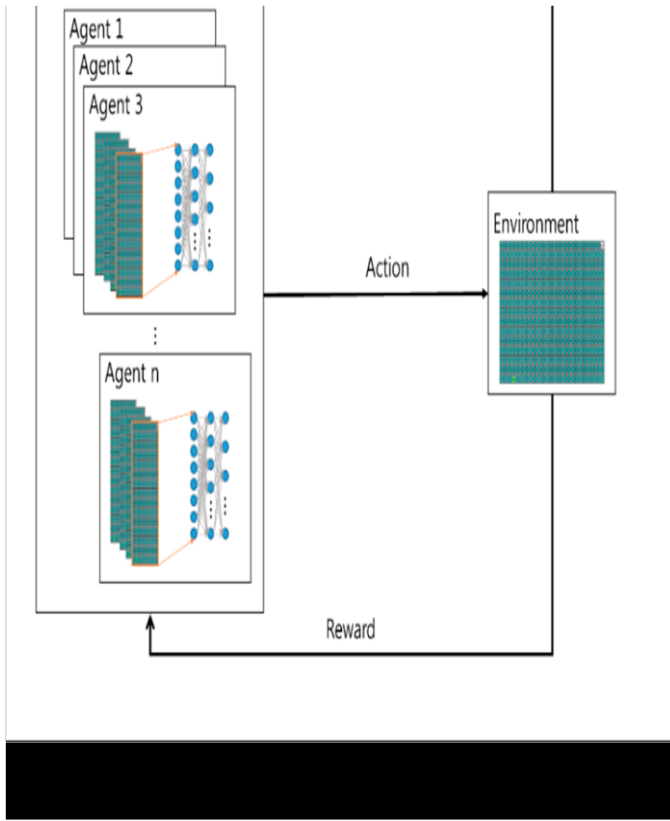 Agent 1
Agent 2
Agent 3
Environment
Action
Agent n
Reward